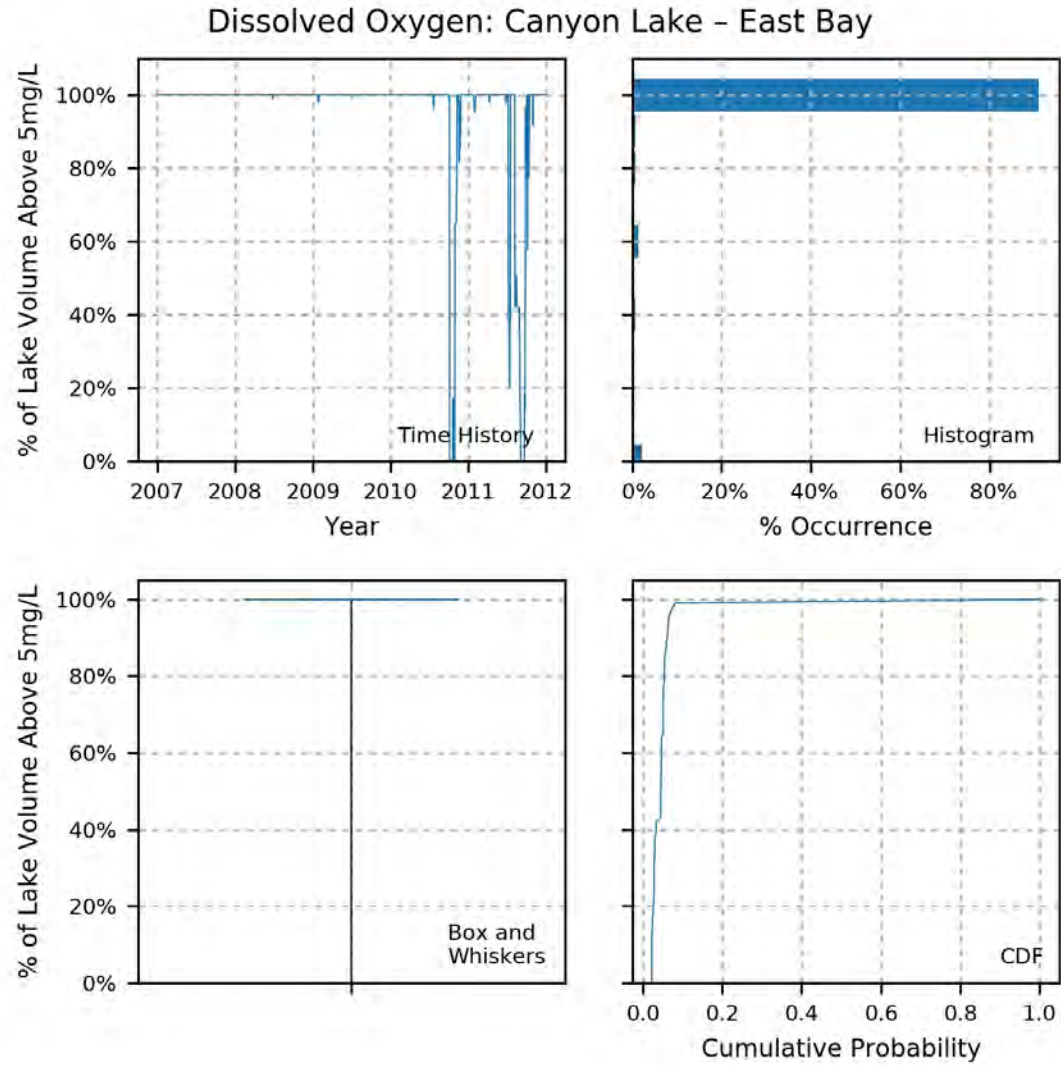 Dissolved Oxygen: Canyon Lake – East Bay
% of Lake Volume Above 5mg/L
100%
80%
60%
40%
20%
0%
Time History
2007 2008 2009 2010 2011 2012
Year
Histogram
0% 20% 40% 60% 80%
% Occurrence
% of Lake Volume Above 5mg/L
100%
80%
60%
40%
20%
0%
Box and
Whiskers
CDF
0.0 0.2 0.4 0.6 0.8 1.0
Cumulative Probability